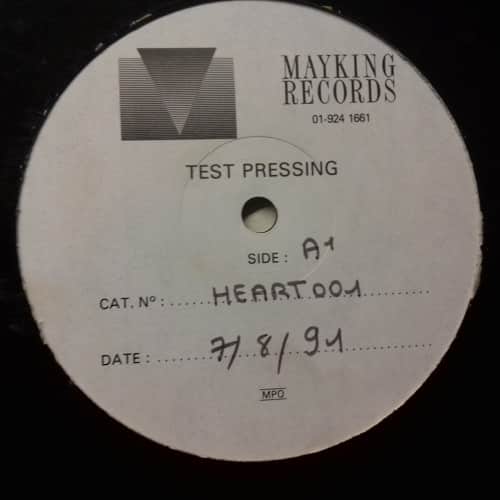 MAYKING
RECORDS
01-924 1661
TEST PRESSING
SIDE : A1
CAT. Nº : ...... HEART001 ..........
DATE : ........ 7/8/91 ..............
MPO